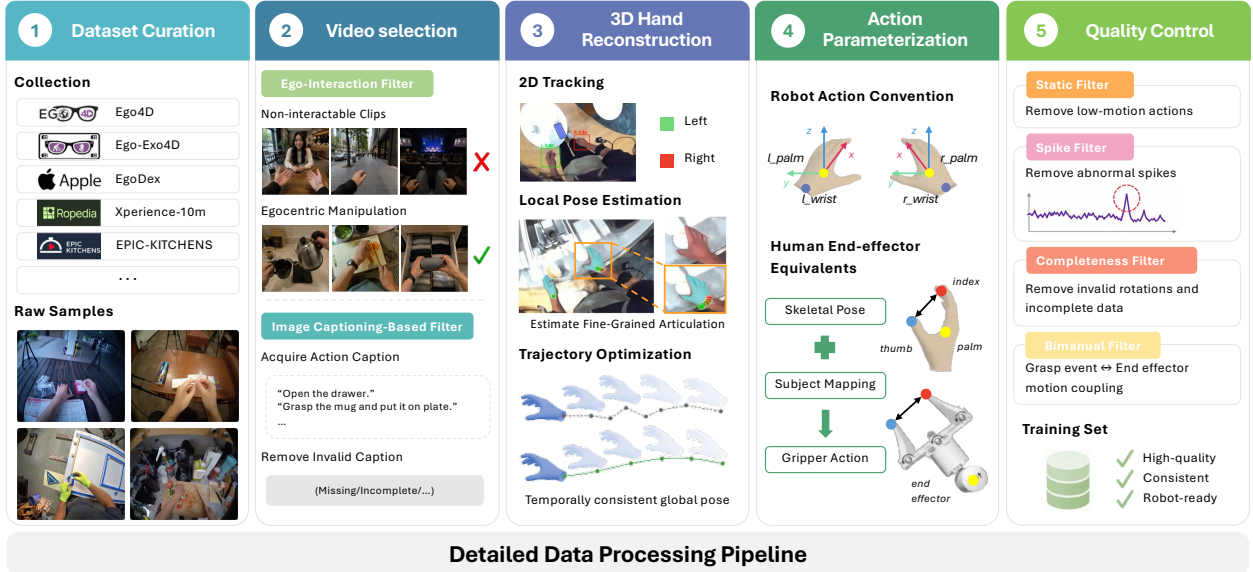 1
Dataset Curation
Collection
EGO4D
Ego4D
Ego-Exo4D
Apple
EgoDex
Ropedia
Xperience-10m
EPIC
KITCHENS
EPIC-KITCHENS
...
Raw Samples
2
Video selection
Ego-Interaction Filter
Non-interactable Clips
Egocentric Manipulation
Image Captioning-Based Filter
Acquire Action Caption
“Open the drawer.”
“Grasp the mug and put it on plate.”
...
Remove Invalid Caption
(Missing/Incomplete/...)
3
3D Hand
Reconstruction
2D Tracking
Left
Right
Local Pose Estimation
Estimate Fine-Grained Articulation
Trajectory Optimization
Temporally consistent global pose
4
Action
Parameterization
Robot Action Convention
z
x
y
l_palm
l_wrist
z
x
y
r_palm
r_wrist
Human End-effector
Equivalents
Skeletal Pose
Subject Mapping
Gripper Action
index
thumb
palm
end
effector
5
Quality Control
Static Filter
Remove low-motion actions
Spike Filter
Remove abnormal spikes
Completeness Filter
Remove invalid rotations and
incomplete data
Bimanual Filter
Grasp event ↔ End effector
motion coupling
Training Set
High-quality
Consistent
Robot-ready
Detailed Data Processing Pipeline